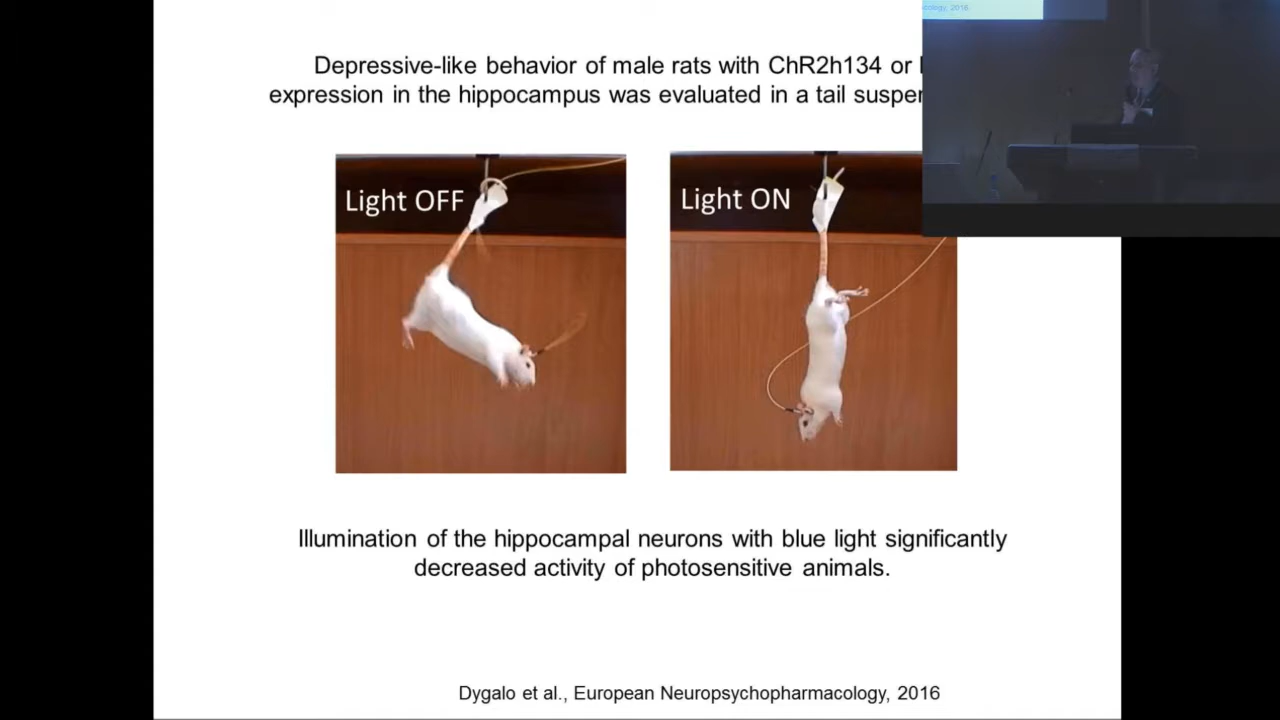 Depressive-like behavior of male rats with ChR2h134 or
expression in the hippocampus was evaluated in a tail
Light OFF
Light ON
Illumination of the hippocampal neurons with blue light significantly
decreased activity of photosensitive animals.
Dygalo et al., European Neuropsychopharmacology, 2016
2016